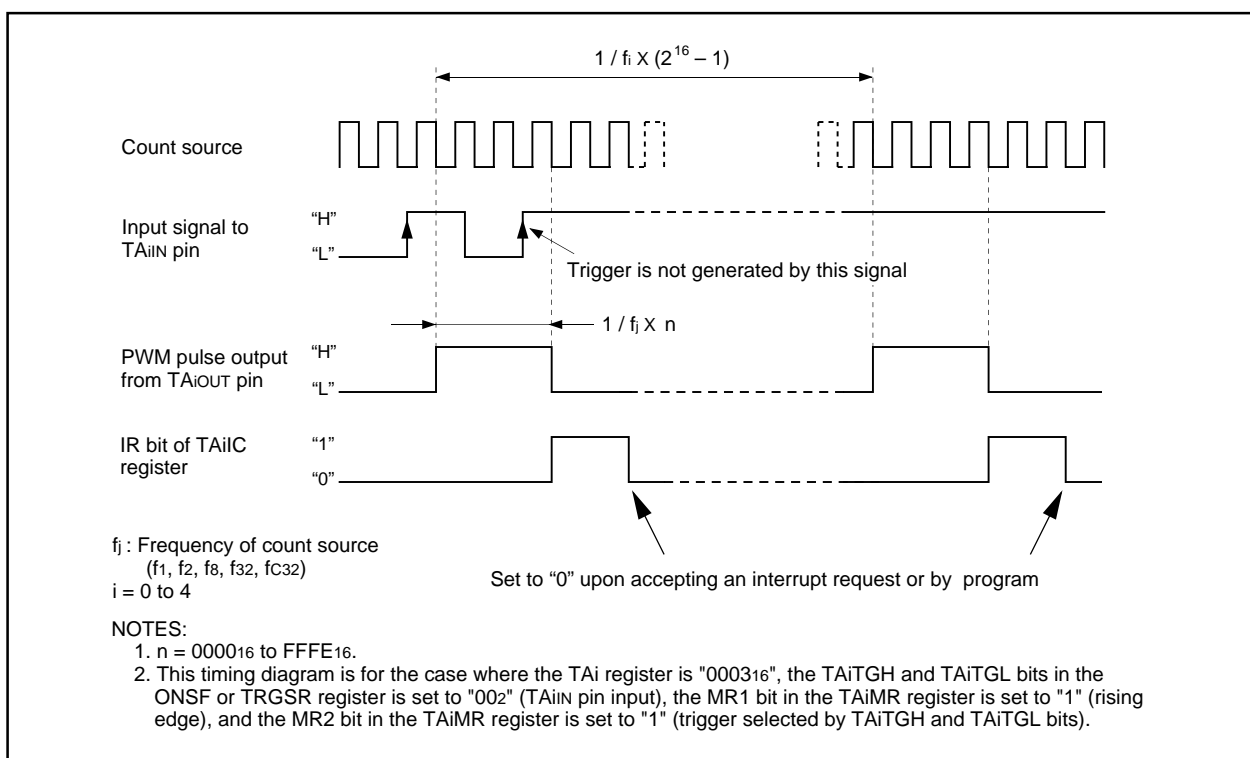 1 / fi X (2^16 – 1)
Count source
Input signal to
TAiIN pin
“H”
“L”
Trigger is not generated by this signal
1 / fj X n
PWM pulse output
from TAiOUT pin
“H”
“L”
IR bit of TAiIC
register
“1”
“0”
fj : Frequency of count source
(f1, f2, f8, f32, fC32)
i = 0 to 4
Set to “0” upon accepting an interrupt request or by program
NOTES:
1. n = 000016 to FFFE16.
2. This timing diagram is for the case where the TAi register is "000316", the TAiTGH and TAiTGL bits in the
ONSF or TRGSR register is set to "002" (TAiIN pin input), the MR1 bit in the TAiMR register is set to "1" (rising
edge), and the MR2 bit in the TAiMR register is set to "1" (trigger selected by TAiTGH and TAiTGL bits).